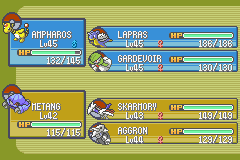 AMPHAROS
Lv45 ♂
HP
132/145
LAPRAS
HP
Lv45 186/186
GARDEVOIR
HP
Lv45 130/130
METANG
Lv42
HP
115/115
SKARMORY
HP
Lv43 149/149
AGGRON
HP
Lv44 123/123